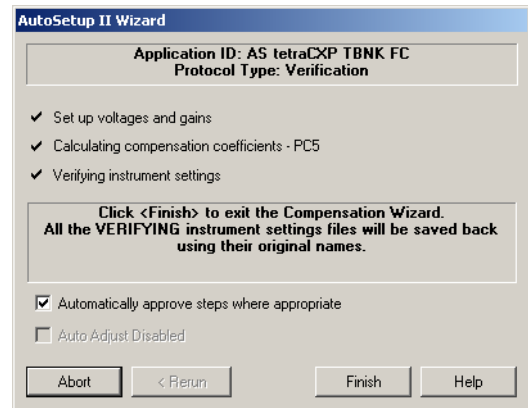 AutoSetup II Wizard
Application ID: AS tetraCXP TBNK FC
Protocol Type: Verification
Set up voltages and gains
Calculating compensation coefficients - PC5
Verifying instrument settings
Click <Finish> to exit the Compensation Wizard.
All the VERIFYING instrument settings files will be saved back
using their original names.
Automatically approve steps where appropriate
Auto Adjust Disabled
Abort
< Rerun
Finish
Help